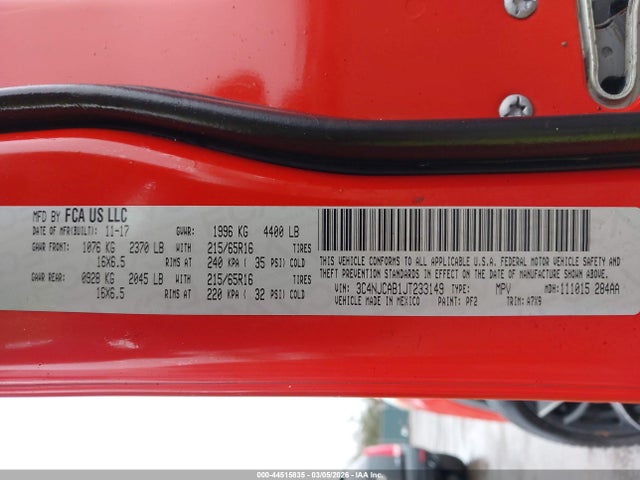 MFD BY FCA US LLC
DATE OF MFR(BUILT): 11-17 GVWR: 1996 KG 4400 LB
GAWR FRONT: 1076 KG 2370 LB WITH 215/65R16 TIRES
16X6.5 RIMS AT 240 KPA ( 35 PSI) COLD
GAWR REAR: 0928 KG 2045 LB WITH 215/65R16 TIRES
16X6.5 RIMS AT 220 KPA ( 32 PSI) COLD
THIS VEHICLE CONFORMS TO ALL APPLICABLE U.S.A. FEDERAL MOTOR VEHICLE SAFETY AND
THEFT PREVENTION STANDARDS IN EFFECT ON THE DATE OF MANUFACTURE SHOWN ABOVE.
VIN: 3C4NJCAB1JT233149 TYPE: MPV MDH: 111015 284AA
VEHICLE MADE IN MEXICO PAINT: PF2 TRIM: A7X9
000-44515835 - 03/05/2026 - IAA Inc.